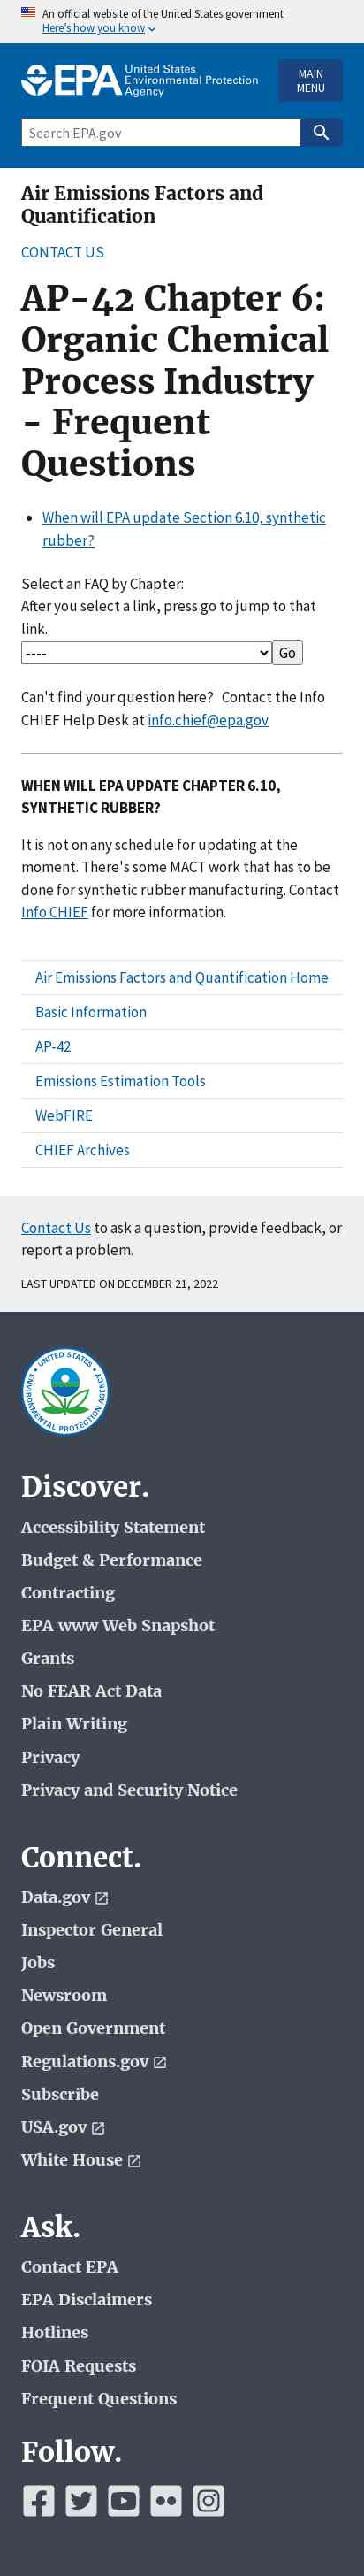 An official website of the United States government
Here's how you know
EPA United States
Environmental Protection
Agency
MAIN
MENU
Search EPA.gov
Air Emissions Factors and
Quantification
CONTACT US
AP-42 Chapter 6:
Organic Chemical
Process Industry
- Frequent
Questions
When will EPA update Section 6.10, synthetic
rubber?
Select an FAQ by Chapter:
After you select a link, press go to jump to that
link.
---- Go
Can't find your question here? Contact the Info
CHIEF Help Desk at info.chief@epa.gov
WHEN WILL EPA UPDATE CHAPTER 6.10,
SYNTHETIC RUBBER?
It is not on any schedule for updating at the
moment. There's some MACT work that has to be
done for synthetic rubber manufacturing. Contact
Info CHIEF for more information.
Air Emissions Factors and Quantification Home
Basic Information
AP-42
Emissions Estimation Tools
WebFIRE
CHIEF Archives
Contact Us to ask a question, provide feedback, or
report a problem.
LAST UPDATED ON DECEMBER 21, 2022
UNITED STATES
ENVIRONMENTAL PROTECTION AGENCY
Discover.
Accessibility Statement
Budget & Performance
Contracting
EPA www Web Snapshot
Grants
No FEAR Act Data
Plain Writing
Privacy
Privacy and Security Notice
Connect.
Data.gov
Inspector General
Jobs
Newsroom
Open Government
Regulations.gov
Subscribe
USA.gov
White House
Ask.
Contact EPA
EPA Disclaimers
Hotlines
FOIA Requests
Frequent Questions
Follow.